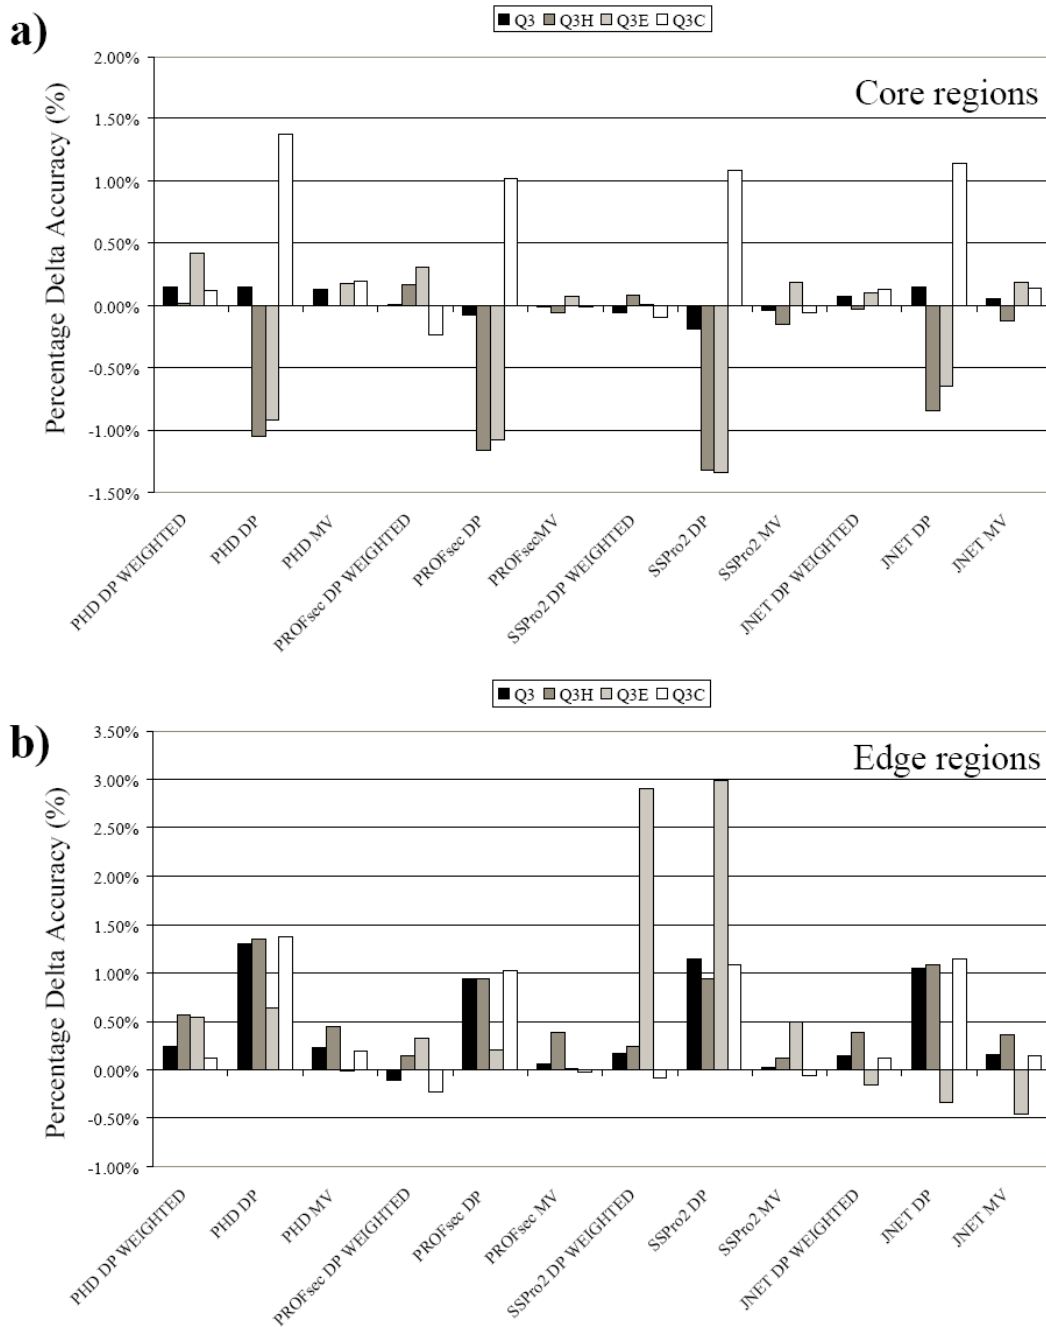 a)
Q3 Q3H Q3E Q3C
Core regions
Percentage Delta Accuracy (%)
2.00%
1.50%
1.00%
0.50%
0.00%
-0.50%
-1.00%
-1.50%
PHD DP WEIGHTED
PHD DP
PHD MV
PROFsec DP WEIGHTED
PROFsec DP
PROFsecMV
SSPro2 DP WEIGHTED
SSPro2 DP
SSPro2 MV
JNET DP WEIGHTED
JNET DP
JNET MV
b)
Q3 Q3H Q3E Q3C
Edge regions
Percentage Delta Accuracy (%)
3.50%
3.00%
2.50%
2.00%
1.50%
1.00%
0.50%
0.00%
-0.50%
-1.00%
PHD DP WEIGHTED
PHD DP
PHD MV
PROFsec DP WEIGHTED
PROFsec DP
PROFsec MV
SSPro2 DP WEIGHTED
SSPro2 DP
SSPro2 MV
JNET DP WEIGHTED
JNET DP
JNET MV